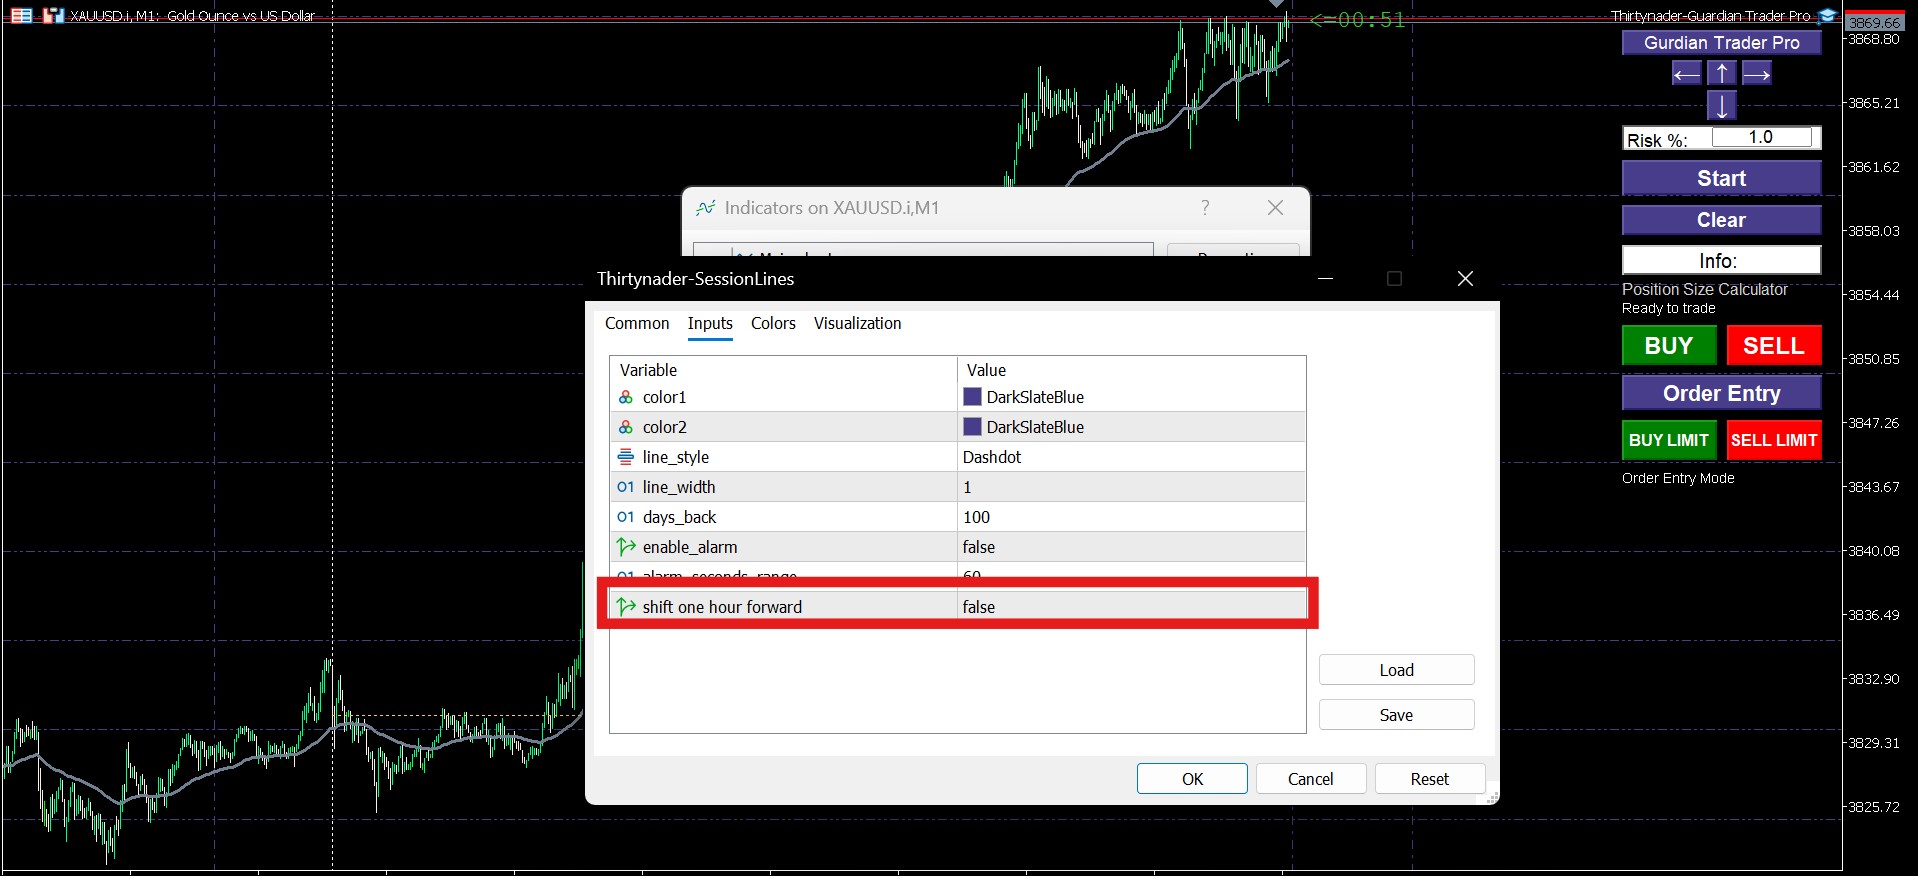 XAUUSD.i, M1: Gold Ounce vs US Dollar
<-00:51
Thirtynader-Guardian Trader Pro
3869.66
3868.80
Gurdian Trader Pro
← ↑ →
↓
3865.21
Risk %: 1.0
3861.62
Start
Clear
3858.03
Info:
Position Size Calculator
3854.44
Ready to trade
BUY SELL
3850.85
Order Entry
3847.26
BUY LIMIT SELL LIMIT
Order Entry Mode
3843.67
3840.08
3836.49
3832.90
3829.31
3825.72
Indicators on XAUUSD.i,M1
?
Thirtynader-SessionLines
Common Inputs Colors Visualization
Variable Value
color1 DarkSlateBlue
color2 DarkSlateBlue
line_style Dashdot
01 line_width 1
01 days_back 100
enable_alarm false
01 alarm_seconds_range 60
shift one hour forward false
Load
Save
OK Cancel Reset